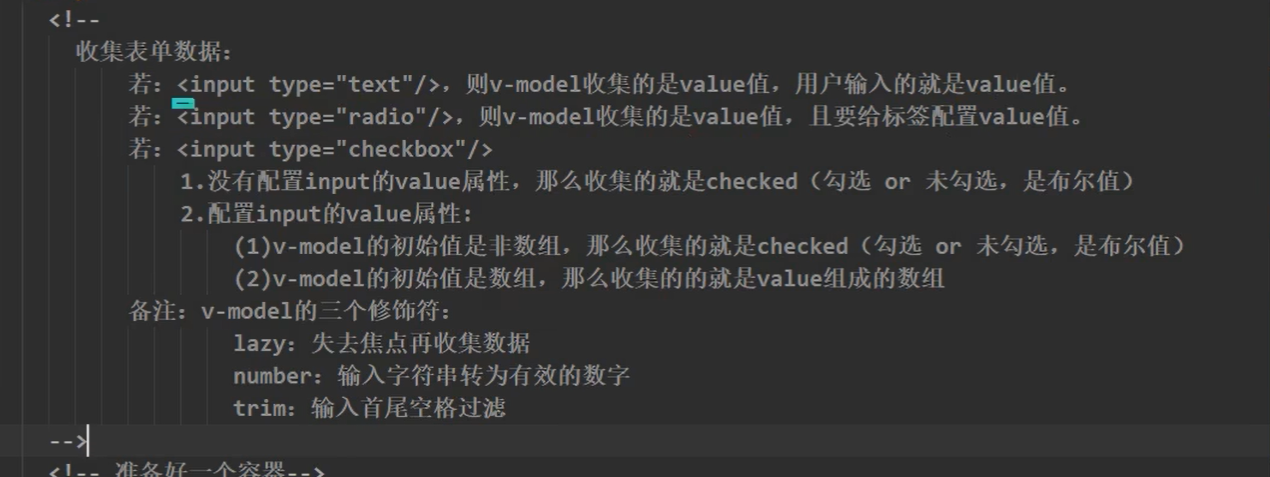 <!--
收集表单数据：
若：<input type="text"/>，则v-model收集的是value值，用户输入的就是value值。
若：<input type="radio"/>，则v-model收集的是value值，且要给标签配置value值。
若：<input type="checkbox"/>
1.没有配置input的value属性，那么收集的就是checked（勾选 or 未勾选，是布尔值）
2.配置input的value属性:
(1)v-model的初始值是非数组，那么收集的就是checked（勾选 or 未勾选，是布尔值）
(2)v-model的初始值是数组，那么收集的的就是value组成的数组
备注：v-model的三个修饰符：
lazy：失去焦点再收集数据
number：输入字符串转为有效的数字
trim：输入首尾空格过滤
-->
<!-- 准备好一个容器-->